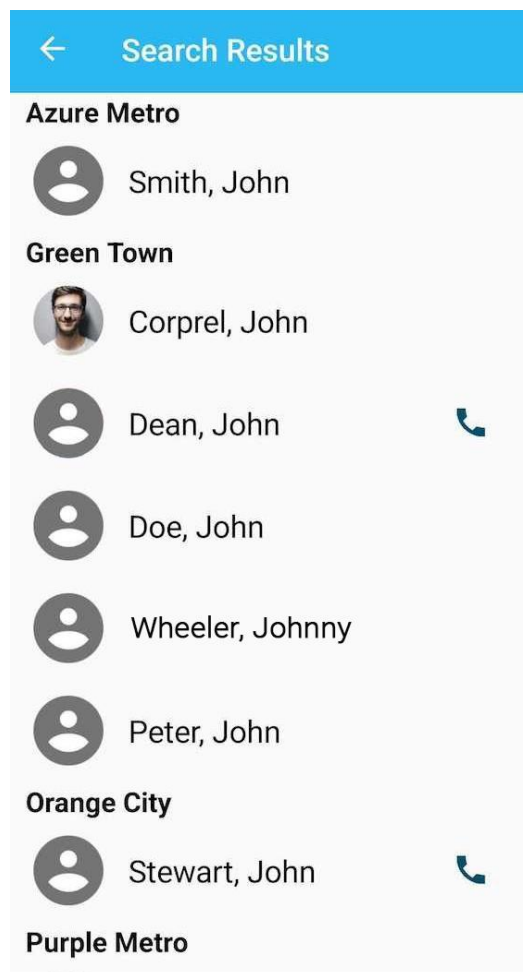 Search Results
Azure Metro
Smith, John
Green Town
Corprel, John
Dean, John
Doe, John
Wheeler, Johnny
Peter, John
Orange City
Stewart, John
Purple Metro